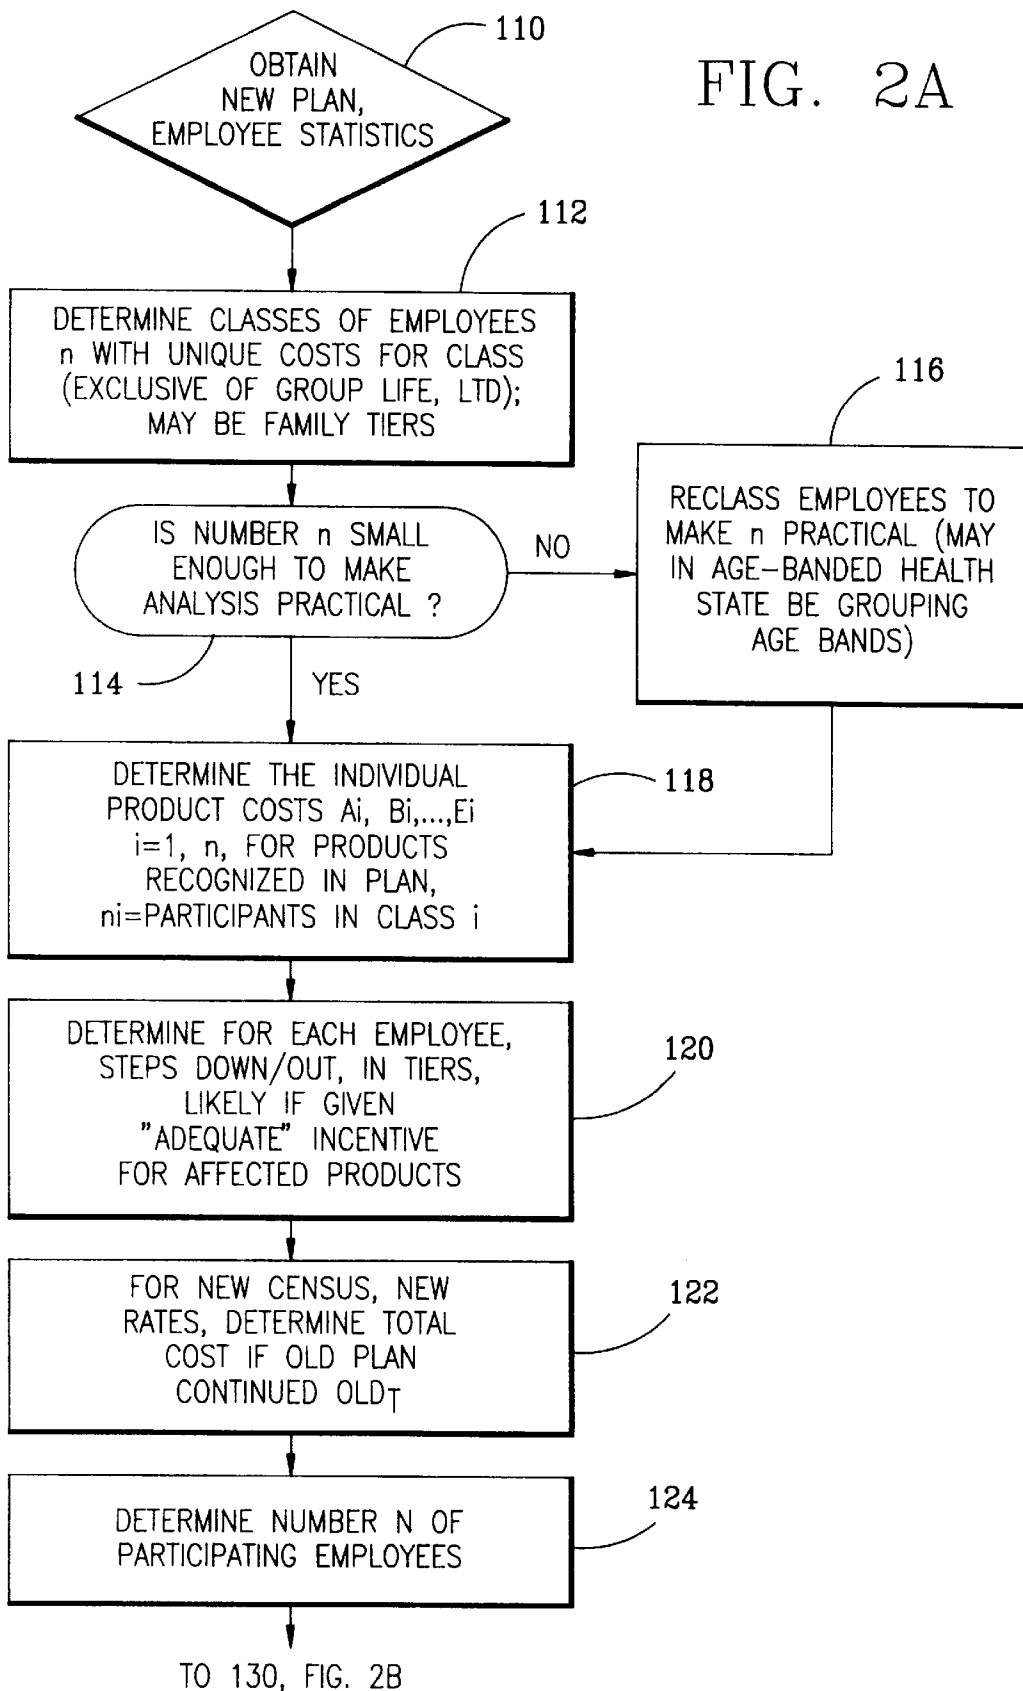 110
FIG. 2A
OBTAIN
NEW PLAN,
EMPLOYEE STATISTICS
112
DETERMINE CLASSES OF EMPLOYEES
n WITH UNIQUE COSTS FOR CLASS
(EXCLUSIVE OF GROUP LIFE, LTD);
MAY BE FAMILY TIERS
IS NUMBER n SMALL
ENOUGH TO MAKE
ANALYSIS PRACTICAL ?
NO
114
YES
116
RECLASS EMPLOYEES TO
MAKE n PRACTICAL (MAY
IN AGE-BANDED HEALTH
STATE BE GROUPING
AGE BANDS)
DETERMINE THE INDIVIDUAL
PRODUCT COSTS Ai, Bi,...,Ei
i=1, n, FOR PRODUCTS
RECOGNIZED IN PLAN,
ni=PARTICIPANTS IN CLASS i
118
DETERMINE FOR EACH EMPLOYEE,
STEPS DOWN/OUT, IN TIERS,
LIKELY IF GIVEN
"ADEQUATE" INCENTIVE
FOR AFFECTED PRODUCTS
120
FOR NEW CENSUS, NEW
RATES, DETERMINE TOTAL
COST IF OLD PLAN
CONTINUED OLDT
122
DETERMINE NUMBER N OF
PARTICIPATING EMPLOYEES
124
TO 130, FIG. 2B